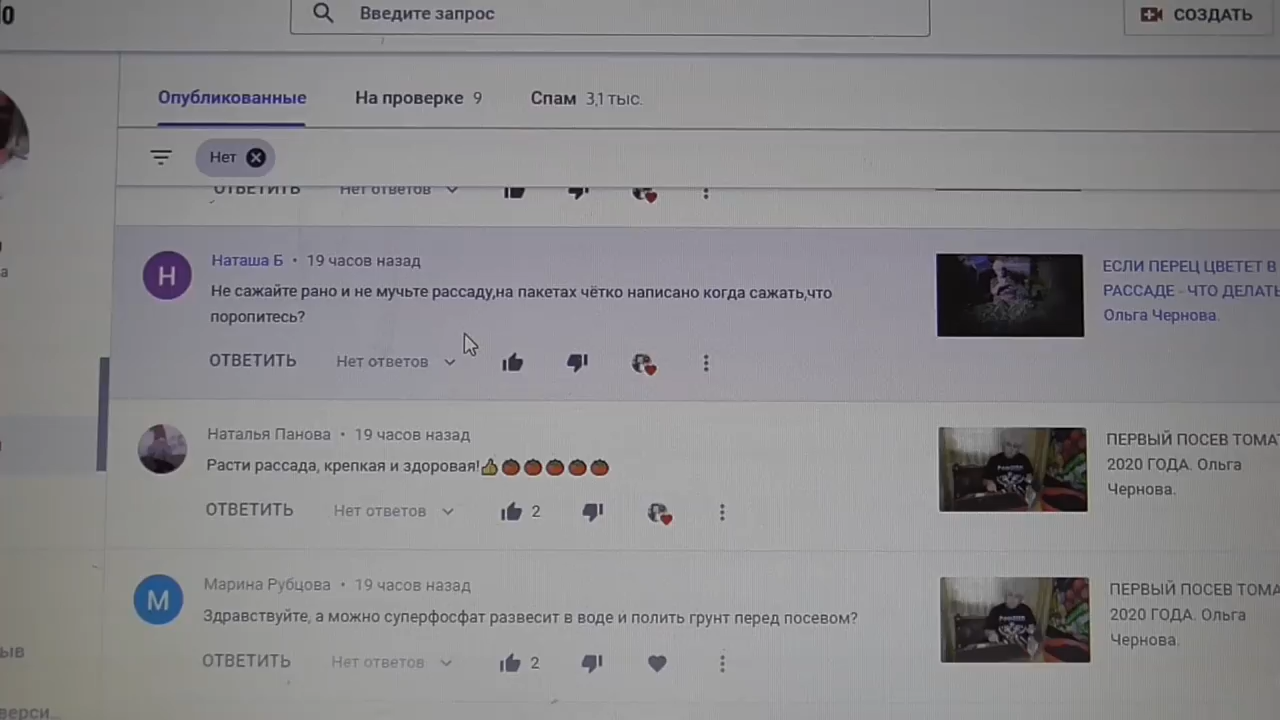 Введите запрос
СОЗДАТЬ
Опубликованные
На проверке 9
Спам 3,1 тыс.
Нет
ОТВЕТИТЬ Нет ответов
Наташа Б • 19 часов назад
Не сажайте рано и не мучьте рассаду,на пакетах чётко написано когда сажать,что
поропитесь?
ОТВЕТИТЬ Нет ответов
ЕСЛИ ПЕРЕЦ ЦВЕТЕТ В
РАССАДЕ - ЧТО ДЕЛАТЬ
Ольга Чернова.
Н
Наталья Панова • 19 часов назад
Расти рассада, крепкая и здоровая!👍🍅🍅🍅🍅🍅
ОТВЕТИТЬ Нет ответов 2
ПЕРВЫЙ ПОСЕВ ТОМА
2020 ГОДА. Ольга
Чернова.
М
Марина Рубцова • 19 часов назад
Здравствуйте, а можно суперфосфат развесит в воде и полить грунт перед посевом?
ОТВЕТИТЬ Нет ответов 2
ПЕРВЫЙ ПОСЕВ ТОМА
2020 ГОДА. Ольга
Чернова.